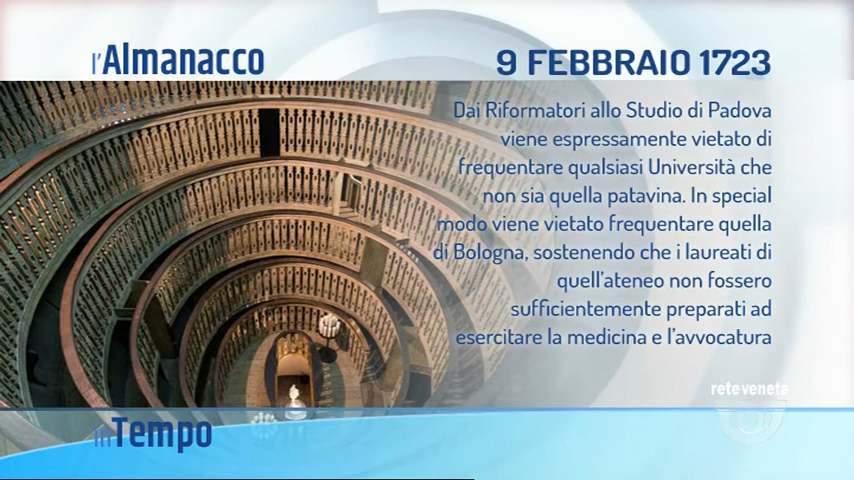 l'Almanacco
9 FEBBRAIO 1723
Dai Riformatori allo Studio di Padova
viene espressamente vietato di
frequentare qualsiasi Università che
non sia quella patavina. In special
modo viene vietato frequentare quella
di Bologna, sostenendo che i laureati di
quell'ateneo non fossero
sufficientemente preparati ad
esercitare la medicina e l'avvocatura
reteveneta
inTempo